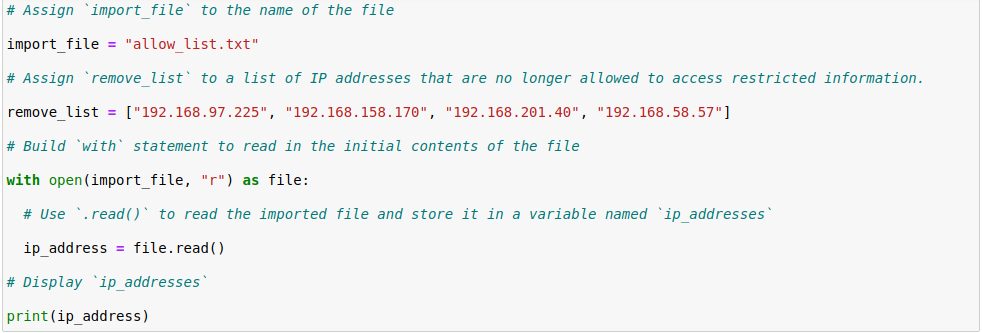 # Assign `import_file` to the name of the file
import_file = "allow_list.txt"
# Assign `remove_list` to a list of IP addresses that are no longer allowed to access restricted information.
remove_list = ["192.168.97.225", "192.168.158.170", "192.168.201.40", "192.168.58.57"]
# Build `with` statement to read in the initial contents of the file
with open(import_file, "r") as file:
  # Use `.read()` to read the imported file and store it in a variable named `ip_addresses`
  ip_address = file.read()
# Display `ip_addresses`
print(ip_address)